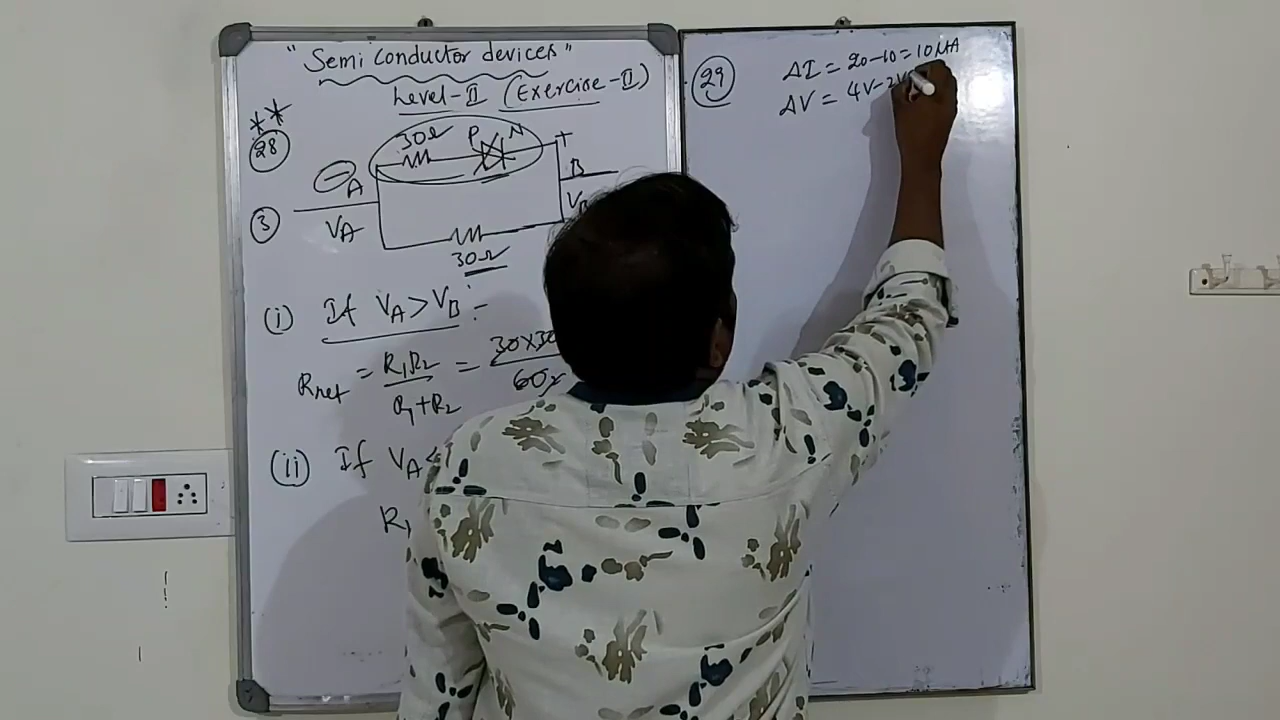 "Semi conductor devices"
Level-II (Exercise-II)
**
28
30Ω P N +
A B
3 VA
30Ω
(i) If VA > VB :-
Rnet = R1R2 / R1+R2 = 30×30 / 60
(ii) If VA <
29
ΔI = 20-10 = 10 μA
ΔV = 4V-2V